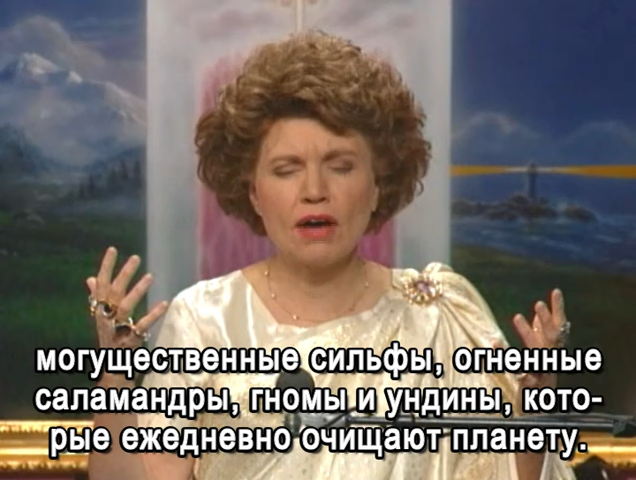 могущественные сильфы, огненные
саламандры, гномы и ундины, кото-
рые ежедневно очищают планету.